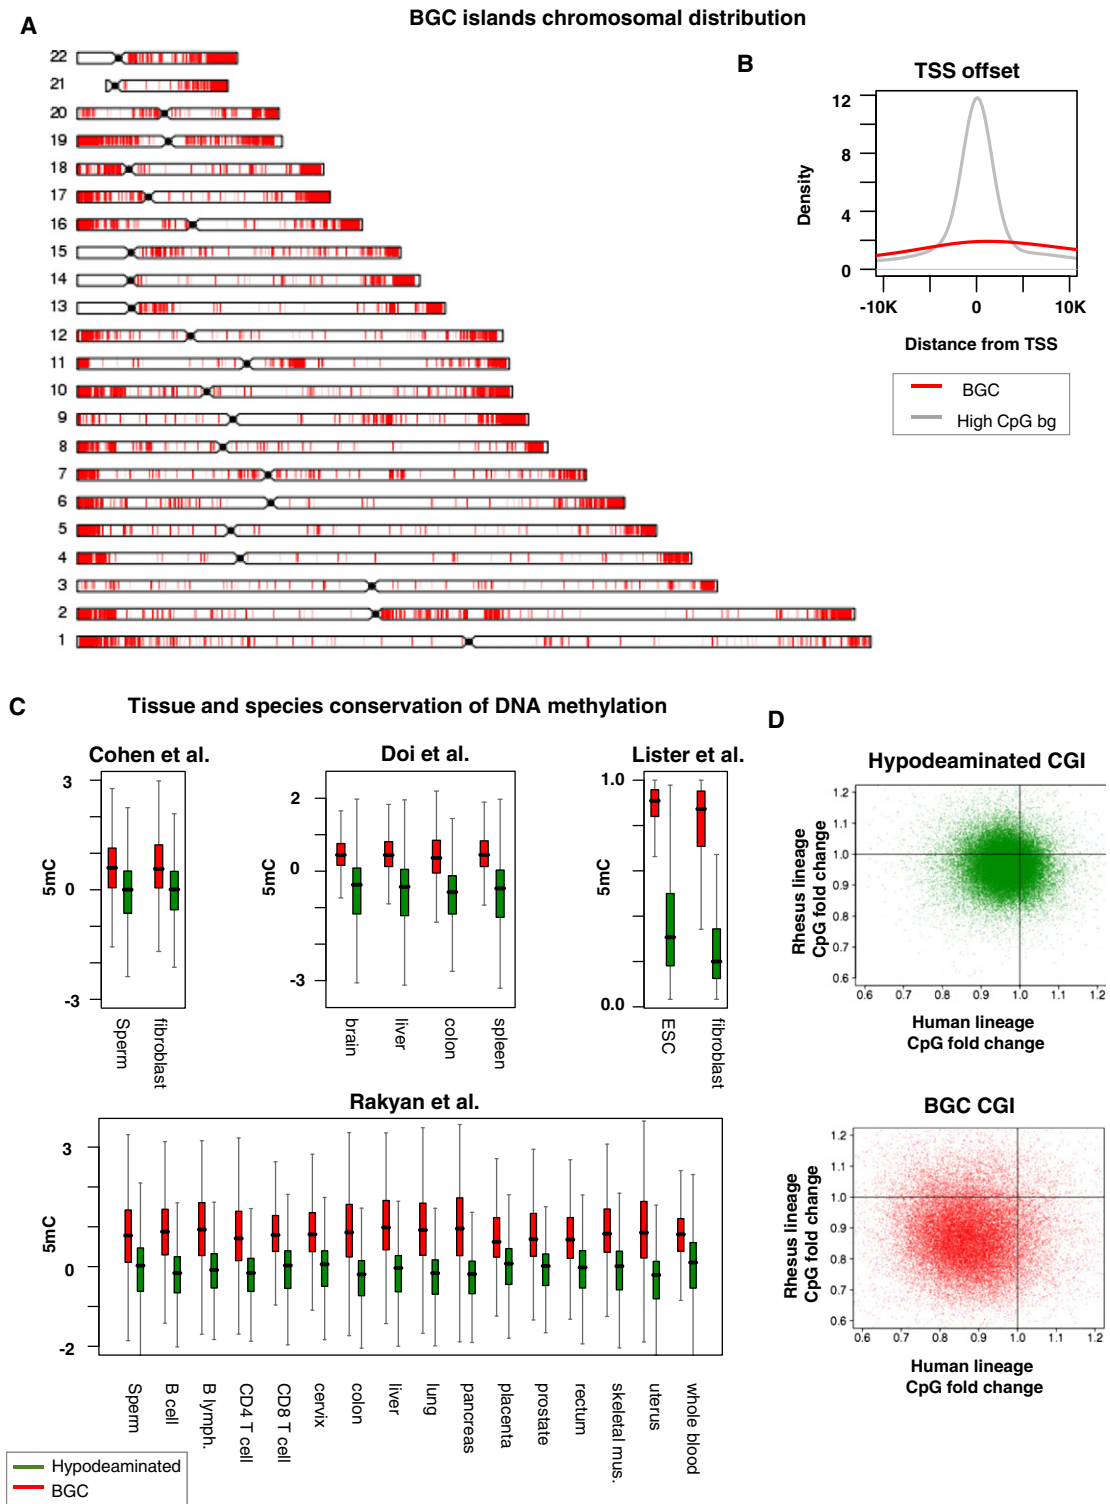 BGC islands chromosomal distribution
A
22
21
20
19
18
17
16
15
14
13
12
11
10
9
8
7
6
5
4
3
2
1
B
TSS offset
12
8
4
0
Density
-10K 0 10K
Distance from TSS
BGC
High CpG bg
C
Tissue and species conservation of DNA methylation
Cohen et al.
3
0
-3
5mC
Sperm
fibroblast
Doi et al.
2
0
-3
5mC
brain
liver
colon
spleen
Lister et al.
1.0
0.0
5mC
ESC
fibroblast
Rakyan et al.
3
0
-2
5mC
Sperm
B cell
B lymph.
CD4 T cell
CD8 T cell
cervix
colon
liver
lung
pancreas
placenta
prostate
rectum
skeletal mus.
uterus
whole blood
Hypodeaminated
BGC
D
Hypodeaminated CGI
1.2
1.1
1.0
0.9
0.8
0.7
0.6
Rhesus lineage
CpG fold change
0.6 0.7 0.8 0.9 1.0 1.1 1.2
Human lineage
CpG fold change
BGC CGI
1.2
1.1
1.0
0.9
0.8
0.7
0.6
Rhesus lineage
CpG fold change
0.6 0.7 0.8 0.9 1.0 1.1 1.2
Human lineage
CpG fold change